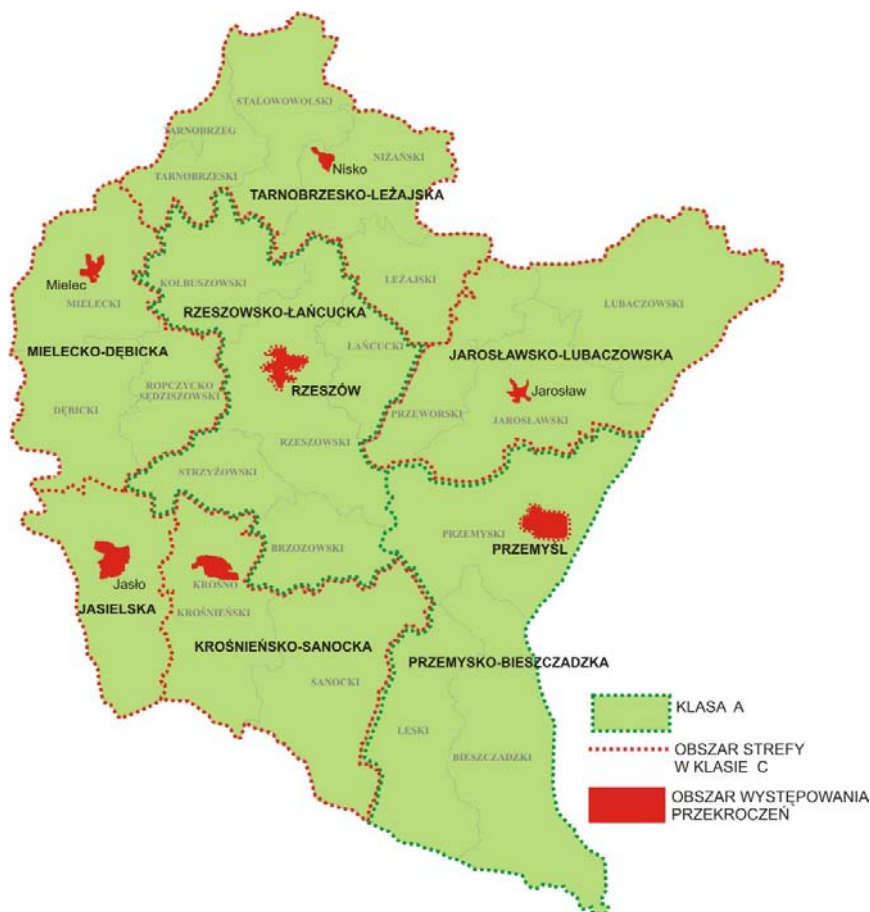 STALOWOWOLSKI
TARNOBRZEG
NIZAŃSKI
Nisko
TARNOBRZESKI
TARNOBRZESKO-LEŻAJSKA
Mielec
MIELECKI
KOLBUSZOWSKI
LEŻAJSKI
LUBACZOWSKI
RZESZOWSKO-ŁAŃCUCKA
ŁAŃCUCKI
MIELECKO-DĘBICKA
JAROSŁAWSKO-LUBACZOWSKA
ROPCZYCKO
SĘDZISZOWSKI
RZESZÓW
Jarosław
DĘBICKI
PRZEWORSKI
JAROSŁAWSKI
RZESZOWSKI
STRZYŻOWSKI
PRZEMYSKI
PRZEMYŚL
BRZOZOWSKI
Jasło
KROSNO
JASIELSKA
KROŚNIEŃSKI
KROŚNIEŃSKO-SANOCKA
PRZEMYSKO-BIESZCZADZKA
SANOCKI
LESKI
BIESZCZADZKI
KLASA A
OBSZAR STREFY
W KLASIE C
OBSZAR WYSTĘPOWANIA
PRZEKROCZEŃ